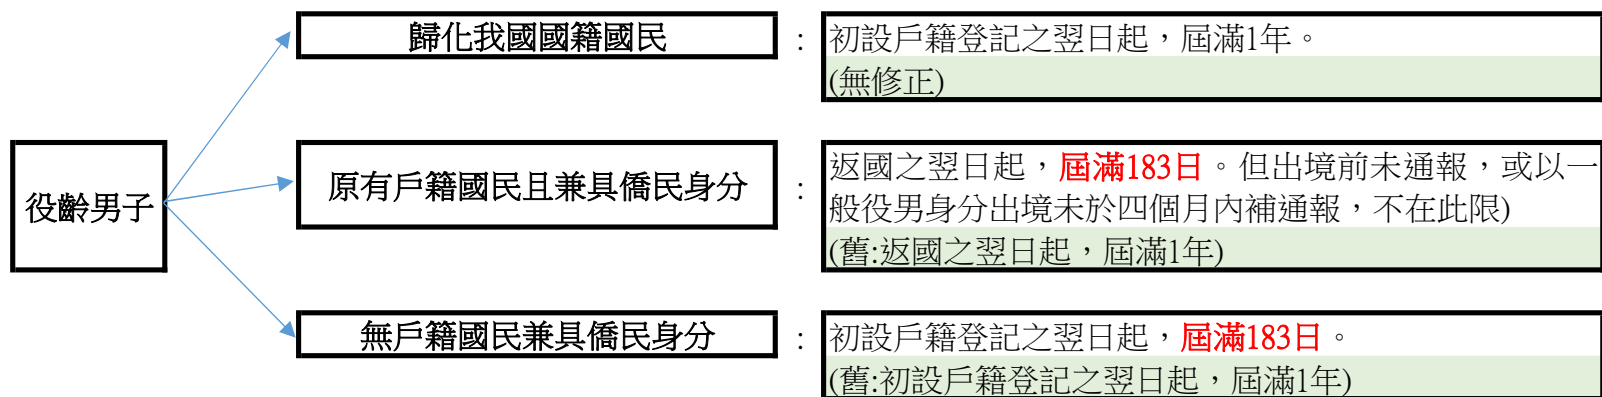 歸化我國國籍國民
:
初設戶籍登記之翌日起，屆滿1年。
(無修正)
役齡男子
原有戶籍國民且兼具僑民身分
:
返國之翌日起，屆滿183日。但出境前未通報，或以一
般役男身分出境未於四個月內補通報，不在此限)
(舊:返國之翌日起，屆滿1年)
無戶籍國民兼具僑民身分
:
初設戶籍登記之翌日起，屆滿183日。
(舊:初設戶籍登記之翌日起，屆滿1年)